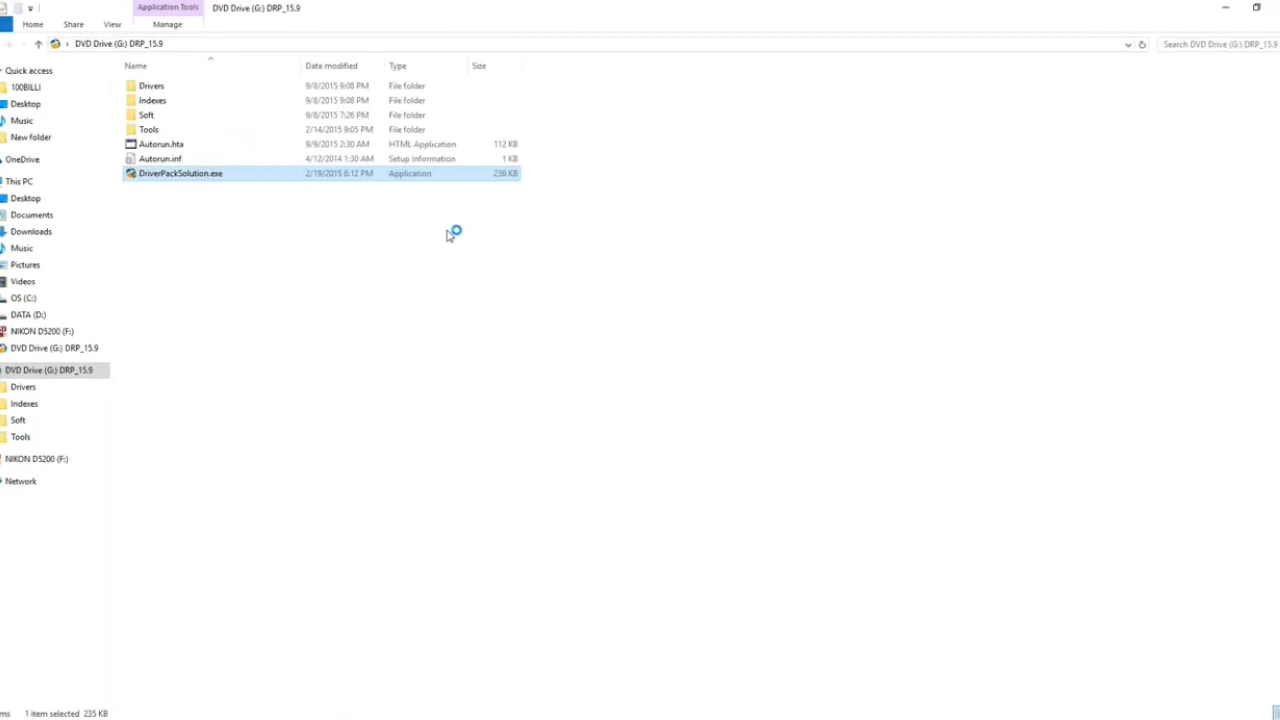 Application Tools DVD Drive (G:) DRP_15.9
Home Share View Manage
DVD Drive (G:) DRP_15.9 Search DVD Drive (G:) DRP_15.9
Name Date modified Type Size
Quick access
100BILLI
Desktop
Music
New folder
OneDrive
This PC
Desktop
Documents
Downloads
Music
Pictures
Videos
OS (C:)
DATA (D:)
NIKON D5200 (F:)
DVD Drive (G:) DRP_15.9
DVD Drive (G:) DRP_15.9
Drivers
Indexes
Soft
Tools
NIKON D5200 (F:)
Network
Drivers 9/8/2015 9:08 PM File folder
Indexes 9/8/2015 9:08 PM File folder
Soft 9/8/2015 7:26 PM File folder
Tools 2/14/2015 9:05 PM File folder
Autorun.hta 9/9/2015 2:30 AM HTML Application 112 KB
Autorun.inf 4/12/2014 1:30 AM Setup Information 1 KB
DriverPackSolution.exe 2/19/2015 6:12 PM Application 236 KB
1 item selected 235 KB